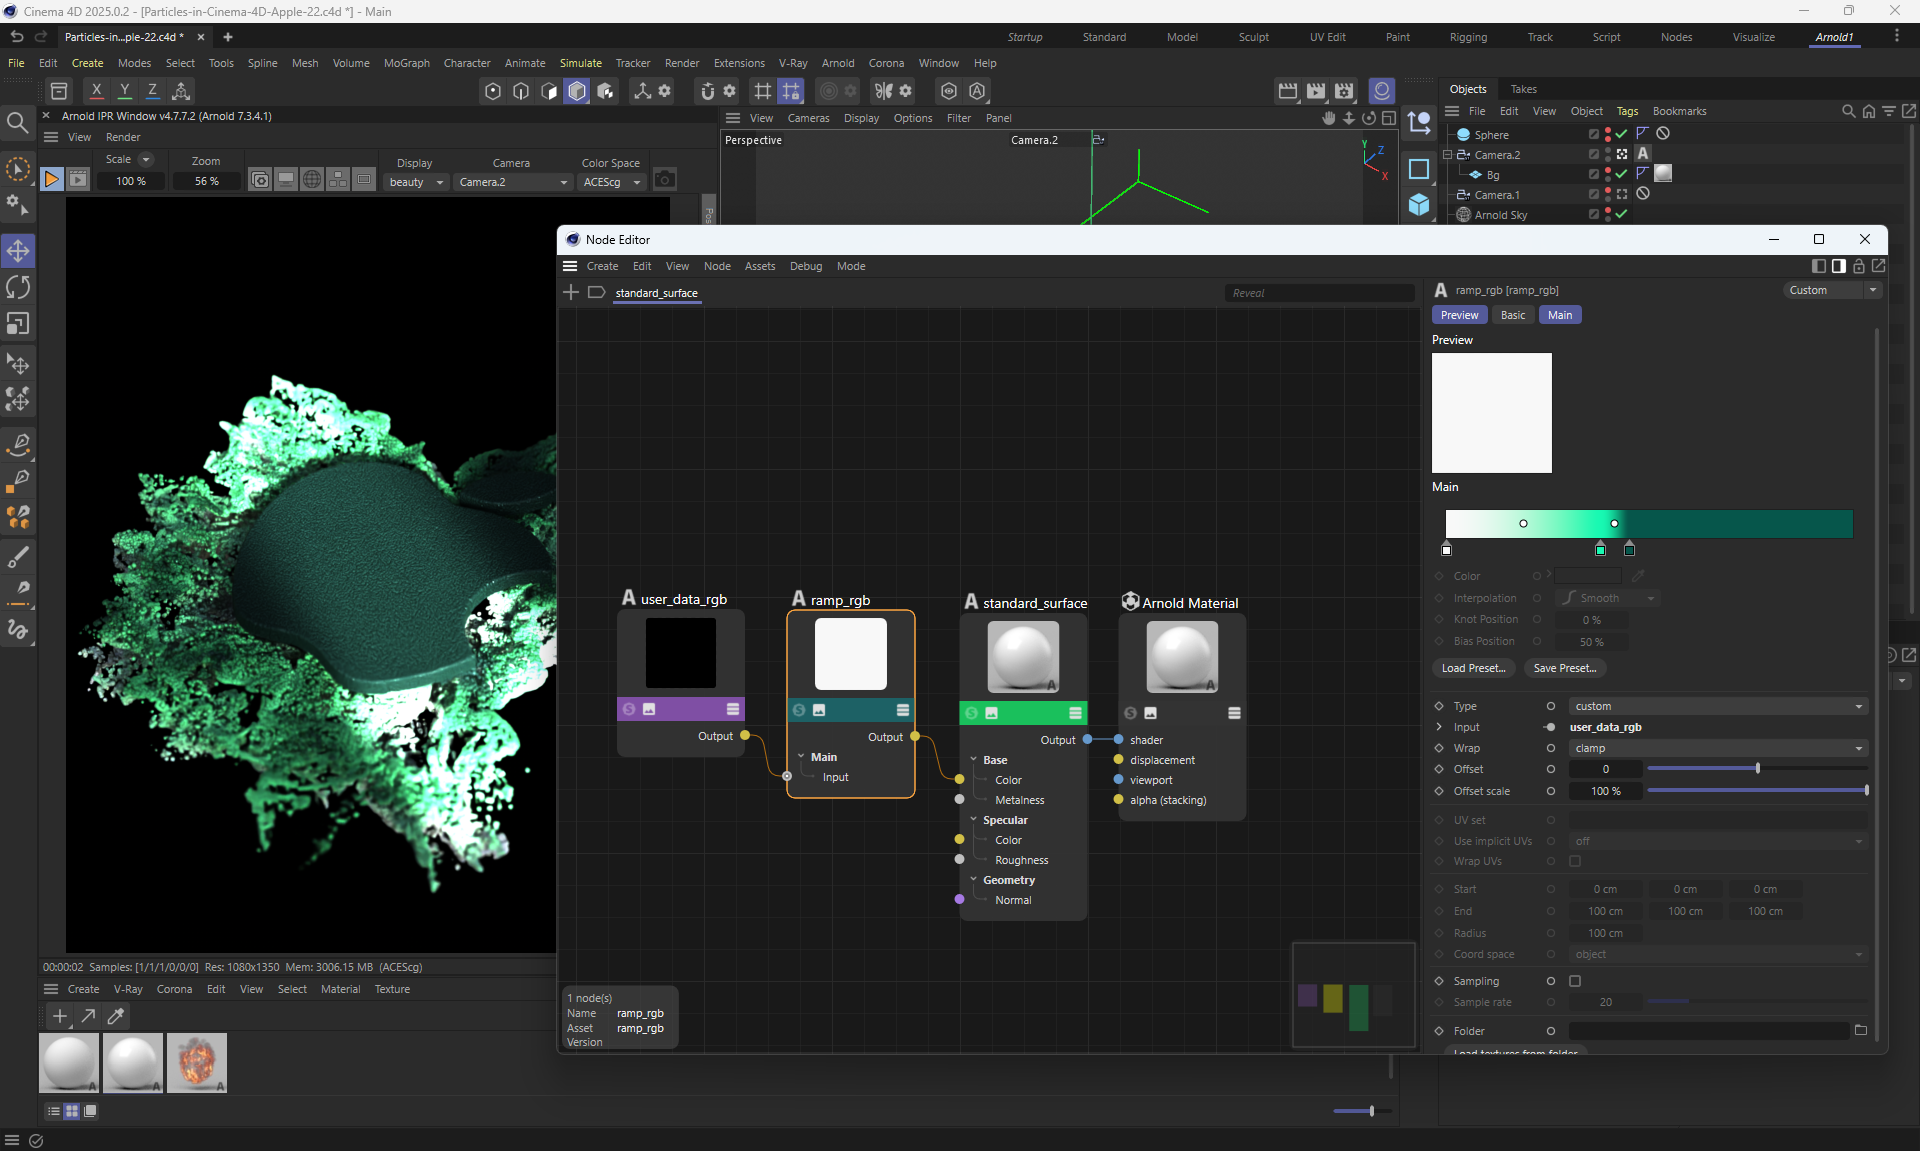 Cinema 4D 2025.0.2 - [Particles-in-Cinema-4D-Apple-22.c4d *] - Main
Particles-in...ple-22.c4d *
Startup Standard Model Sculpt UV Edit Paint Rigging Track Script Nodes Visualize Arnold1
File Edit Create Modes Select Tools Spline Mesh Volume MoGraph Character Animate Simulate Tracker Render Extensions V-Ray Arnold Corona Window Help
X Y Z
Objects Takes
Arnold IPR Window v4.7.7.2 (Arnold 7.3.4.1)
View Cameras Display Options Filter Panel
File Edit View Object Tags Bookmarks
View Render
Perspective Camera.2
Y Z X
Sphere
Camera.2
Bg
Camera.1
Arnold Sky
Scale Zoom Display Camera Color Space
100 % 56 % beauty Camera.2 ACEScg
Node Editor
Create Edit View Node Assets Debug Mode
standard_surface
Reveal
ramp_rgb [ramp_rgb]
Custom
Preview Basic Main
Preview
Main
Color
Interpolation Smooth
Knot Position 0 %
Bias Position 50 %
Load Preset... Save Preset...
Type custom
Input user_data_rgb
Wrap clamp
Offset 0
Offset scale 100 %
UV set
Use implicit UVs off
Wrap UVs
Start 0 cm 0 cm 0 cm
End 100 cm 100 cm 100 cm
Radius 100 cm
Coord space object
Sampling
Sample rate 20
Folder
Load textures from folder
user_data_rgb
Output
ramp_rgb
Output
Main
Input
standard_surface
Output
Base
Color
Metalness
Specular
Color
Roughness
Geometry
Normal
Arnold Material
shader
displacement
viewport
alpha (stacking)
1 node(s)
Name ramp_rgb
Asset ramp_rgb
Version
00:00:02 Samples: [1/1/1/0/0/0] Res: 1080x1350 Mem: 3006.15 MB (ACEScg)
Create V-Ray Corona Edit View Select Material Texture